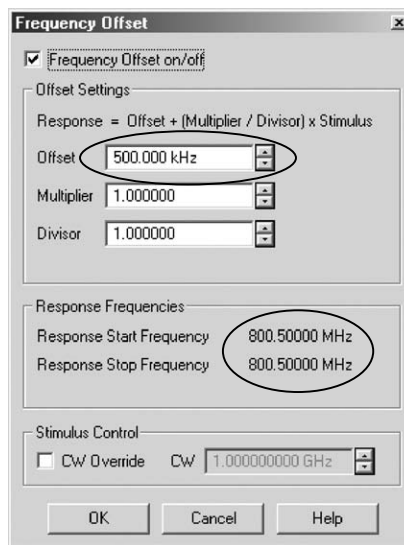 Frequency Offset
Frequency Offset on/off
Offset Settings
Response = Offset + (Multiplier / Divisor) x Stimulus
Offset 500.000 kHz
Multiplier 1.000000
Divisor 1.000000
Response Frequencies
Response Start Frequency 800.50000 MHz
Response Stop Frequency 800.50000 MHz
Stimulus Control
CW Override CW 1.000000000 GHz
OK Cancel Help